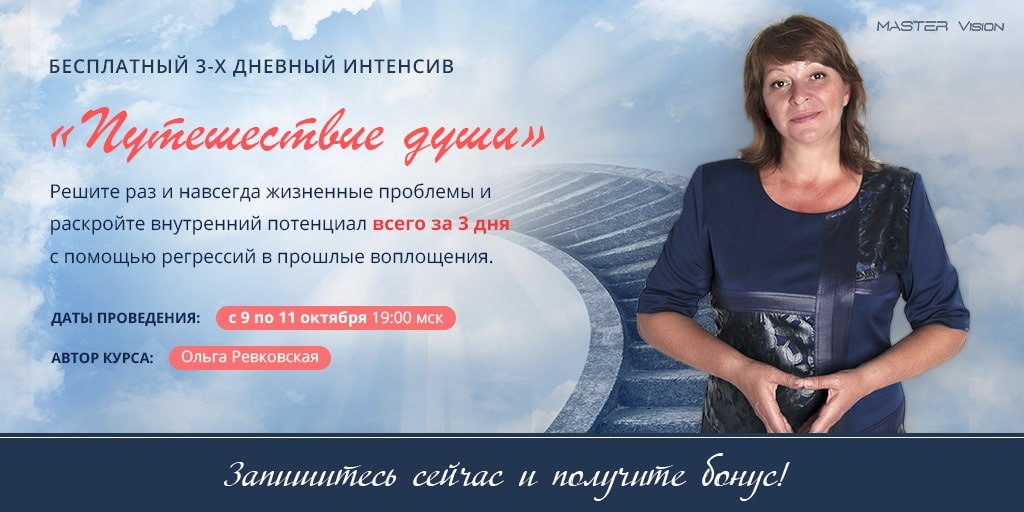 MASTER Vision
БЕСПЛАТНЫЙ 3-Х ДНЕВНЫЙ ИНТЕНСИВ
«Путешествие души»
Решите раз и навсегда жизненные проблемы и
раскройте внутренний потенциал всего за 3 дня
с помощью регрессий в прошлые воплощения.
ДАТЫ ПРОВЕДЕНИЯ: с 9 по 11 октября 19:00 мск
АВТОР КУРСА: Ольга Ревковская
Запишитесь сейчас и получите бонус!